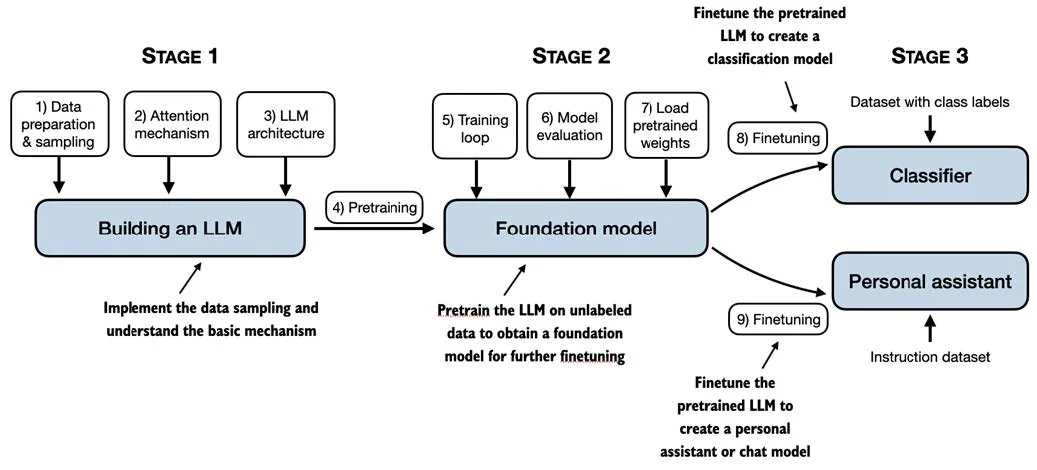 STAGE 1
1) Data
preparation
& sampling
2) Attention
mechanism
3) LLM
architecture
Building an LLM
Implement the data sampling and
understand the basic mechanism
4) Pretraining
STAGE 2
5) Training
loop
6) Model
evaluation
7) Load
pretrained
weights
Foundation model
Pretrain the LLM on unlabeled
data to obtain a foundation
model for further finetuning
Finetune the pretrained
LLM to create a
classification model
STAGE 3
8) Finetuning
Dataset with class labels
Classifier
Personal assistant
9) Finetuning
Instruction dataset
Finetune the
pretrained LLM to
create a personal
assistant or chat model